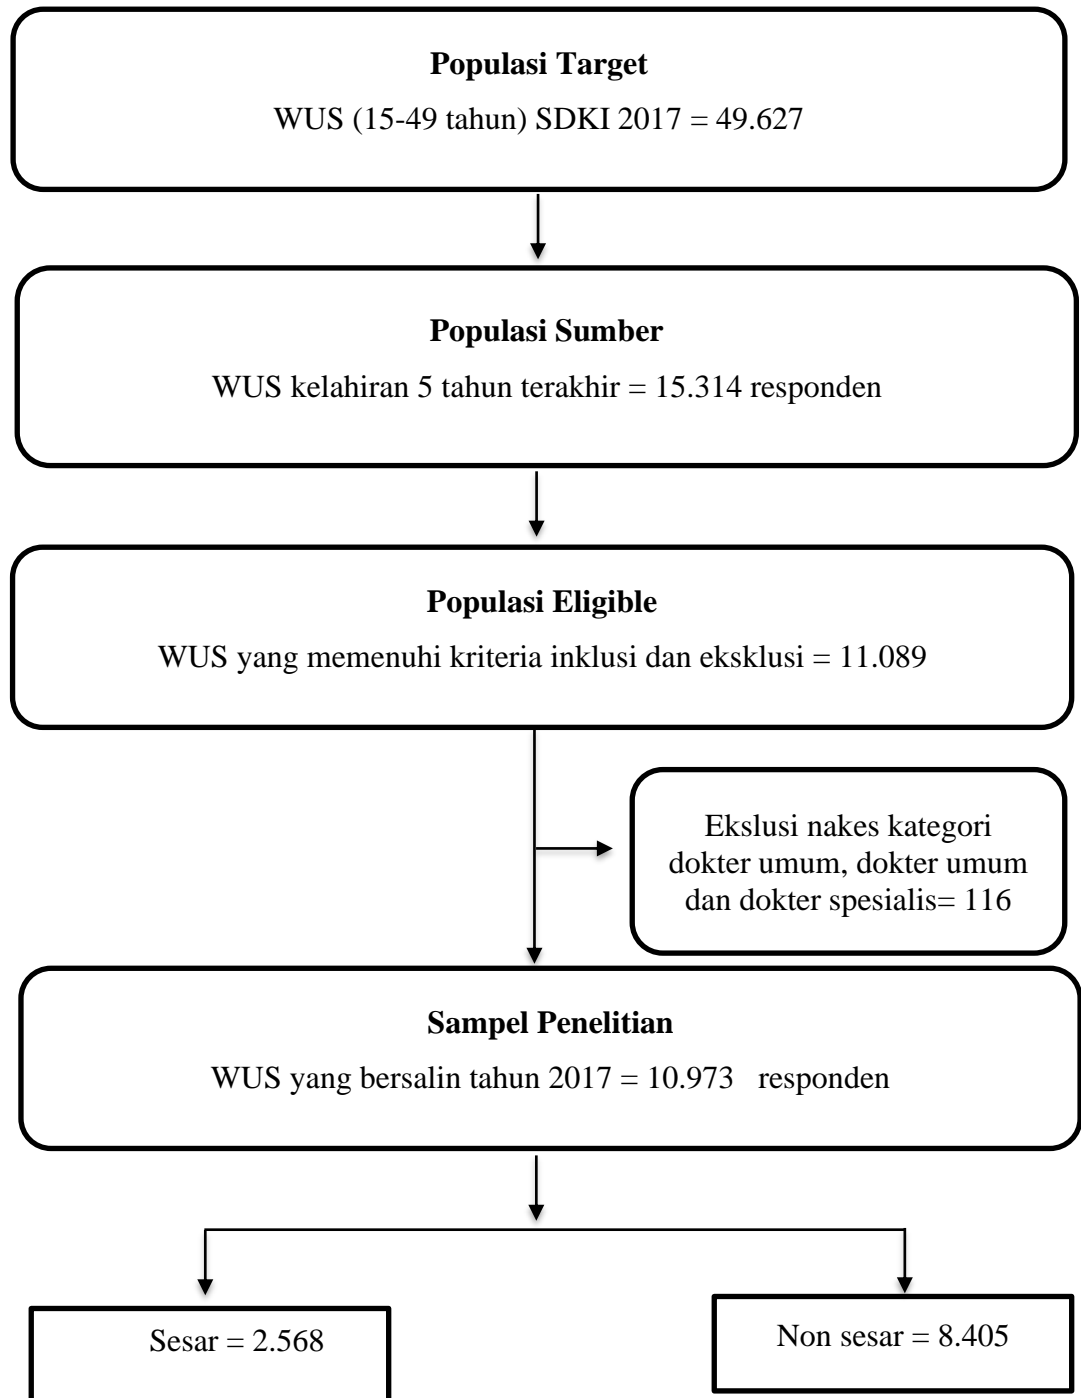 Populasi Target
WUS (15-49 tahun) SDKI 2017 = 49.627
Populasi Sumber
WUS kelahiran 5 tahun terakhir = 15.314 responden
Populasi Eligible
WUS yang memenuhi kriteria inklusi dan eksklusi = 11.089
Ekslusi nakes kategori
dokter umum, dokter umum
dan dokter spesialis= 116
Sampel Penelitian
WUS yang bersalin tahun 2017 = 10.973 responden
Sesar = 2.568
Non sesar = 8.405